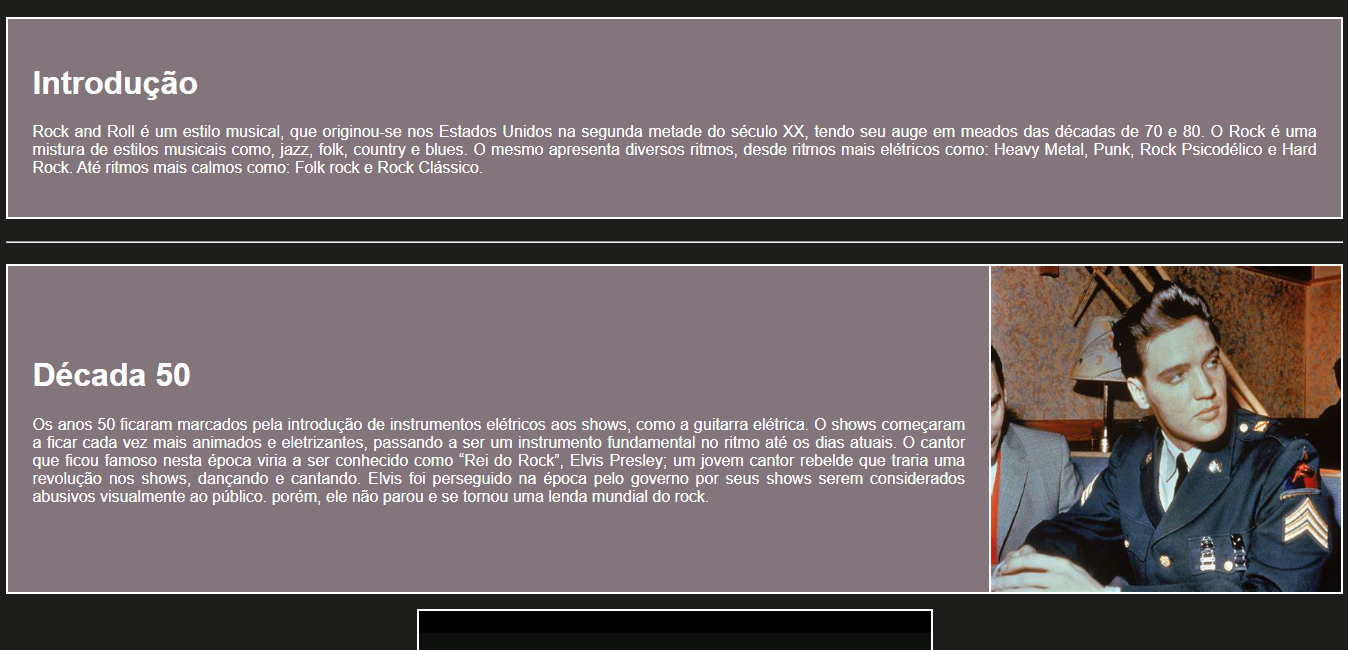 Introdução
Rock and Roll é um estilo musical, que originou-se nos Estados Unidos na segunda metade do século XX, tendo seu auge em meados das décadas de 70 e 80. O Rock é uma
mistura de estilos musicais como, jazz, folk, country e blues. O mesmo apresenta diversos ritmos, desde ritmos mais elétricos como: Heavy Metal, Punk, Rock Psicodélico e Hard
Rock. Até ritmos mais calmos como: Folk rock e Rock Clássico.
Década 50
Os anos 50 ficaram marcados pela introdução de instrumentos elétricos aos shows, como a guitarra elétrica. O shows começaram
a ficar cada vez mais animados e eletrizantes, passando a ser um instrumento fundamental no ritmo até os dias atuais. O cantor
que ficou famoso nesta época viria a ser conhecido como “Rei do Rock”, Elvis Presley; um jovem cantor rebelde que traria uma
revolução nos shows, dançando e cantando. Elvis foi perseguido na época pelo governo por seus shows serem considerados
abusivos visualmente ao público. porém, ele não parou e se tornou uma lenda mundial do rock.